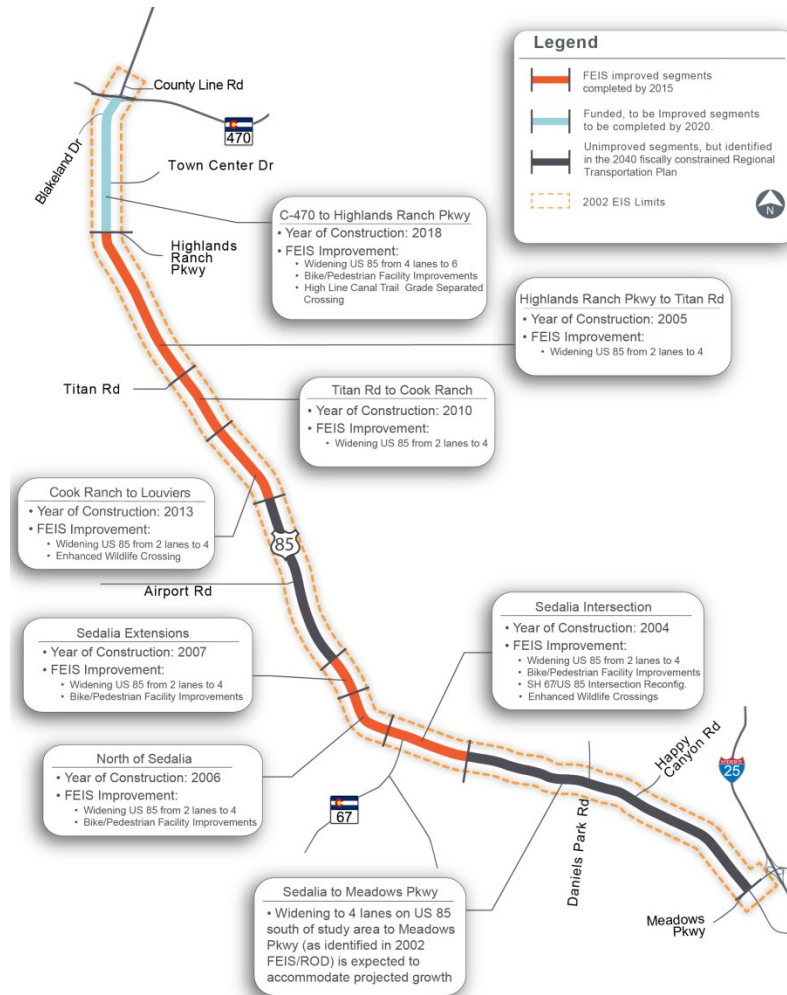 Legend
FEIS improved segments
completed by 2015
Funded, to be Improved segments
to be completed by 2020.
Unimproved segments, but identified
in the 2040 fiscally constrained Regional
Transportation Plan
2002 EIS Limits
N
County Line Rd
470
Blakeland Dr
Town Center Dr
Highlands
Ranch
Pkwy
C-470 to Highlands Ranch Pkwy
• Year of Construction: 2018
• FEIS Improvement:
• Widening US 85 from 4 lanes to 6
• Bike/Pedestrian Facility Improvements
• High Line Canal Trail Grade Separated
Crossing
Highlands Ranch Pkwy to Titan Rd
• Year of Construction: 2005
• FEIS Improvement:
• Widening US 85 from 2 lanes to 4
Titan Rd
Titan Rd to Cook Ranch
• Year of Construction: 2010
• FEIS Improvement:
• Widening US 85 from 2 lanes to 4
Cook Ranch to Louviers
• Year of Construction: 2013
• FEIS Improvement:
• Widening US 85 from 2 lanes to 4
• Enhanced Wildlife Crossing
85
Airport Rd
Sedalia Extensions
• Year of Construction: 2007
• FEIS Improvement:
• Widening US 85 from 2 lanes to 4
• Bike/Pedestrian Facility Improvements
Sedalia Intersection
• Year of Construction: 2004
• FEIS Improvement:
• Widening US 85 from 2 lanes to 4
• Bike/Pedestrian Facility Improvements
• SH 67/US 85 Intersection Reconfig.
• Enhanced Wildlife Crossings
North of Sedalia
• Year of Construction: 2006
• FEIS Improvement:
• Widening US 85 from 2 lanes to 4
• Bike/Pedestrian Facility Improvements
67
Daniels Park Rd
Happy
Canyon Rd
INTERSTATE
25
Sedalia to Meadows Pkwy
• Widening to 4 lanes on US 85
south of study area to Meadows
Pkwy (as identified in 2002
FEIS/ROD) is expected to
accommodate projected growth
Meadows
Pkwy